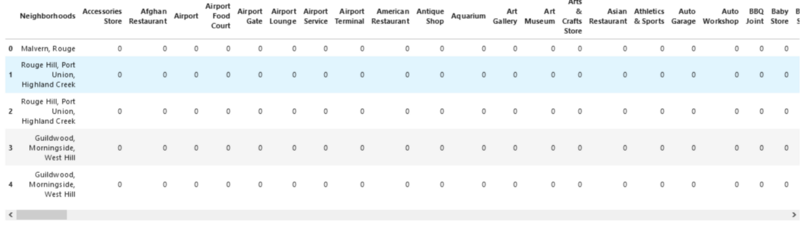 Neighborhoods Accessories Store Afghan Restaurant Airport Airport Food Court Airport Gate Airport Lounge Airport Service Airport Terminal American Restaurant Antique Shop Aquarium Art Gallery Art Museum Arts & Crafts Store Asian Restaurant Athletics & Sports Auto Garage Auto Workshop BBQ Joint Baby Store
0 Malvern, Rouge 0 0 0 0 0 0 0 0 0 0 0 0 0 0 0 0 0 0 0 0
1 Rouge Hill, Port Union, Highland Creek 0 0 0 0 0 0 0 0 0 0 0 0 0 0 0 0 0 0 0 0
2 Rouge Hill, Port Union, Highland Creek 0 0 0 0 0 0 0 0 0 0 0 0 0 0 0 0 0 0 0 0
3 Guildwood, Morningside, West Hill 0 0 0 0 0 0 0 0 0 0 0 0 0 0 0 0 0 0 0 0
4 Guildwood, Morningside, West Hill 0 0 0 0 0 0 0 0 0 0 0 0 0 0 0 0 0 0 0 0